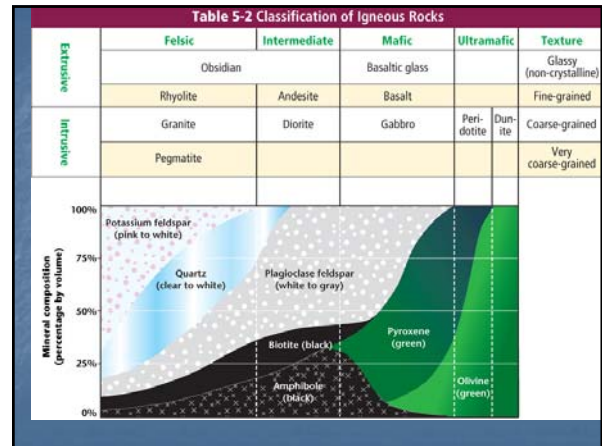 Table 5-2 Classification of Igneous Rocks
Felsic Intermediate Mafic Ultramafic Texture
Extrusive
Obsidian Basaltic glass Glassy
(non-crystalline)
Rhyolite Andesite Basalt Fine-grained
Intrusive
Granite Diorite Gabbro Peri-
dotite Dun-
ite Coarse-grained
Pegmatite Very
coarse-grained
Mineral composition
(percentage by volume)
100%
75%
50%
25%
0%
Potassium feldspar
(pink to white)
Quartz
(clear to white)
Plagioclase feldspar
(white to gray)
Biotite (black)
Amphibole
(black)
Pyroxene
(green)
Olivine
(green)